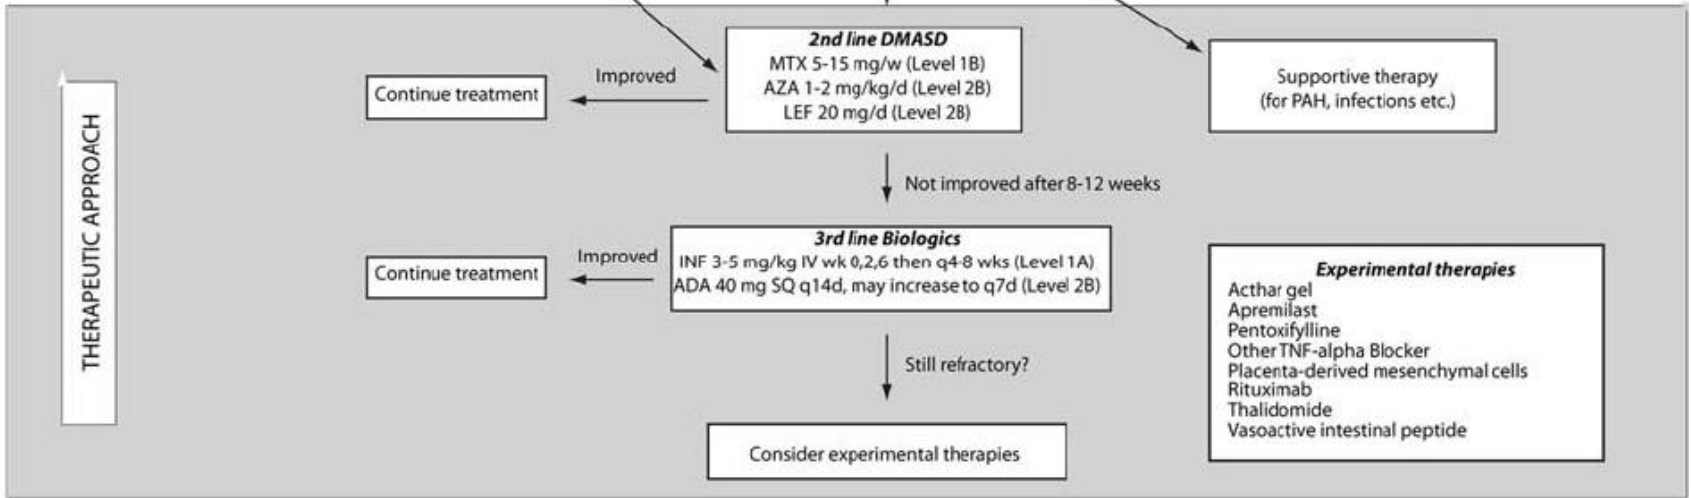 THERAPEUTIC APPROACH
2nd line DMASD
MTX 5-15 mg/w (Level 1B)
AZA 1-2 mg/kg/d (Level 2B)
LEF 20 mg/d (Level 2B)
Improved
Continue treatment
Supportive therapy
(for PAH, infections etc.)
Not improved after 8-12 weeks
3rd line Biologics
INF 3-5 mg/kg IV wk 0,2,6 then q4-8 wks (Level 1A)
ADA 40 mg SQ q14d, may increase to q7d (Level 2B)
Improved
Continue treatment
Still refractory?
Consider experimental therapies
Experimental therapies
Acthar gel
Apremilast
Pentoxifylline
Other TNF-alpha Blocker
Placenta-derived mesenchymal cells
Rituximab
Thalidomide
Vasoactive intestinal peptide